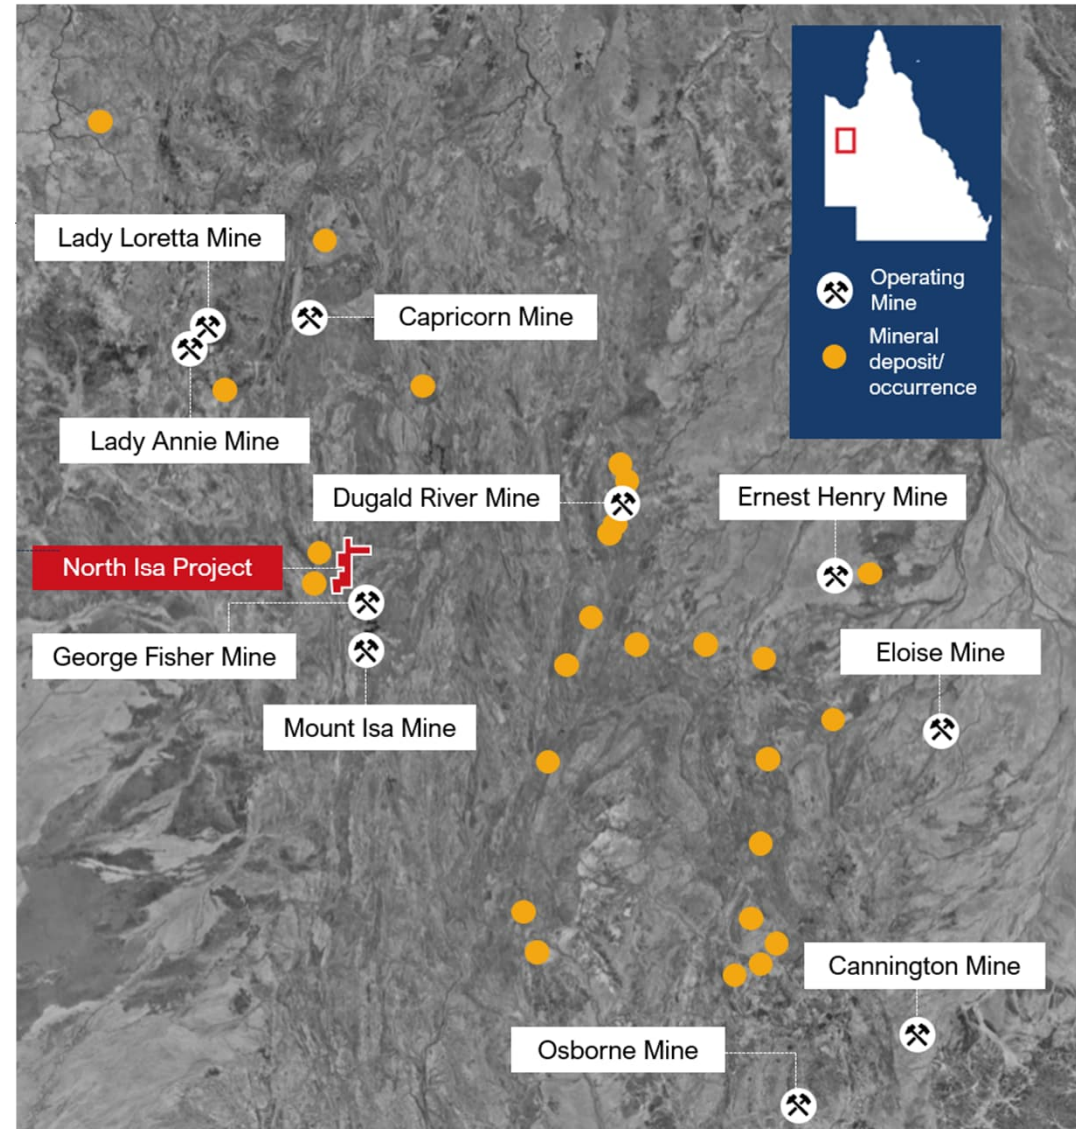 Lady Loretta Mine
Capricorn Mine
Lady Annie Mine
Operating
Mine
Mineral
deposit/
occurrence
Dugald River Mine
Ernest Henry Mine
North Isa Project
George Fisher Mine
Eloise Mine
Mount Isa Mine
Cannington Mine
Osborne Mine